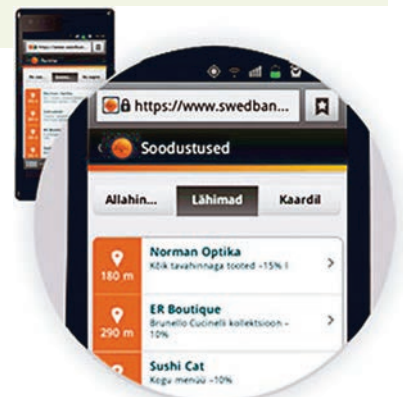 https://www.swedban...
Soodustused
Allahin... Lähimad Kaardil
Norman Optika
Kõik tavahinnaga tooted -15% !
180 m
ER Boutique
Brunello Cucinelli kollektsioon -
10%
290 m
Sushi Cat
Kogu menüü -10%